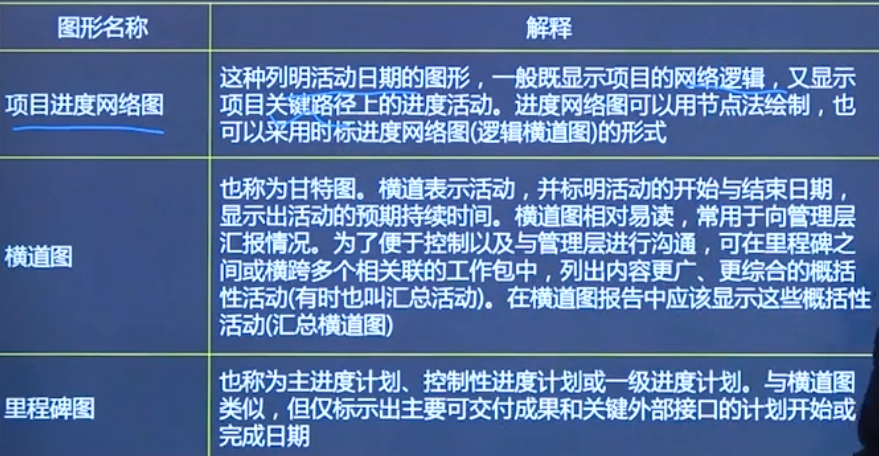 图形名称
解释
项目进度网络图
这种列明活动日期的图形，一般既显示项目的网络逻辑，又显示
项目关键路径上的进度活动。进度网络图可以用节点法绘制，也
可以采用时标进度网络图(逻辑横道图)的形式
横道图
也称为甘特图。横道表示活动，并标明活动的开始与结束日期，
显示出活动的预期持续时间。横道图相对易读，常用于向管理层
汇报情况。为了便于控制以及与管理层进行沟通，可在里程碑之
间或横跨多个相关联的工作包中，列出内容更广、更综合的概括
性活动(有时也叫汇总活动)。在横道图报告中应该显示这些概括性
活动(汇总横道图)
里程碑图
也称为主进度计划、控制性进度计划或一级进度计划。与横道图
类似，但仅标示出主要可交付成果和关键外部接口的计划开始或
完成日期